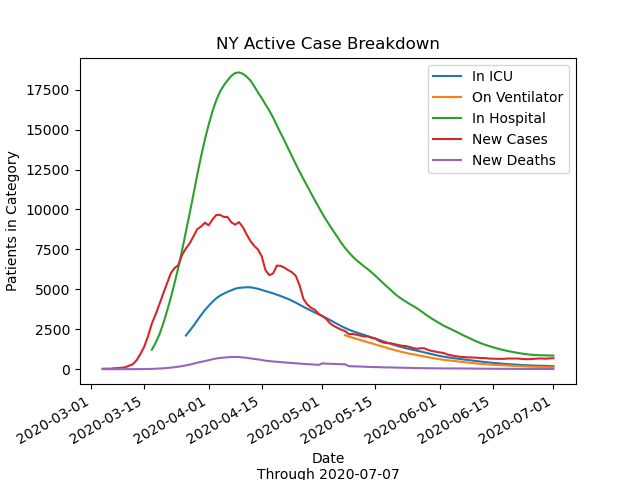 NY Active Case Breakdown
In ICU
On Ventilator
In Hospital
New Cases
New Deaths
Patients in Category
17500
15000
12500
10000
7500
5000
2500
0
2020-03-01
2020-03-15
2020-04-01
2020-04-15
2020-05-01
2020-05-15
2020-06-01
2020-06-15
2020-07-01
Date
Through 2020-07-07